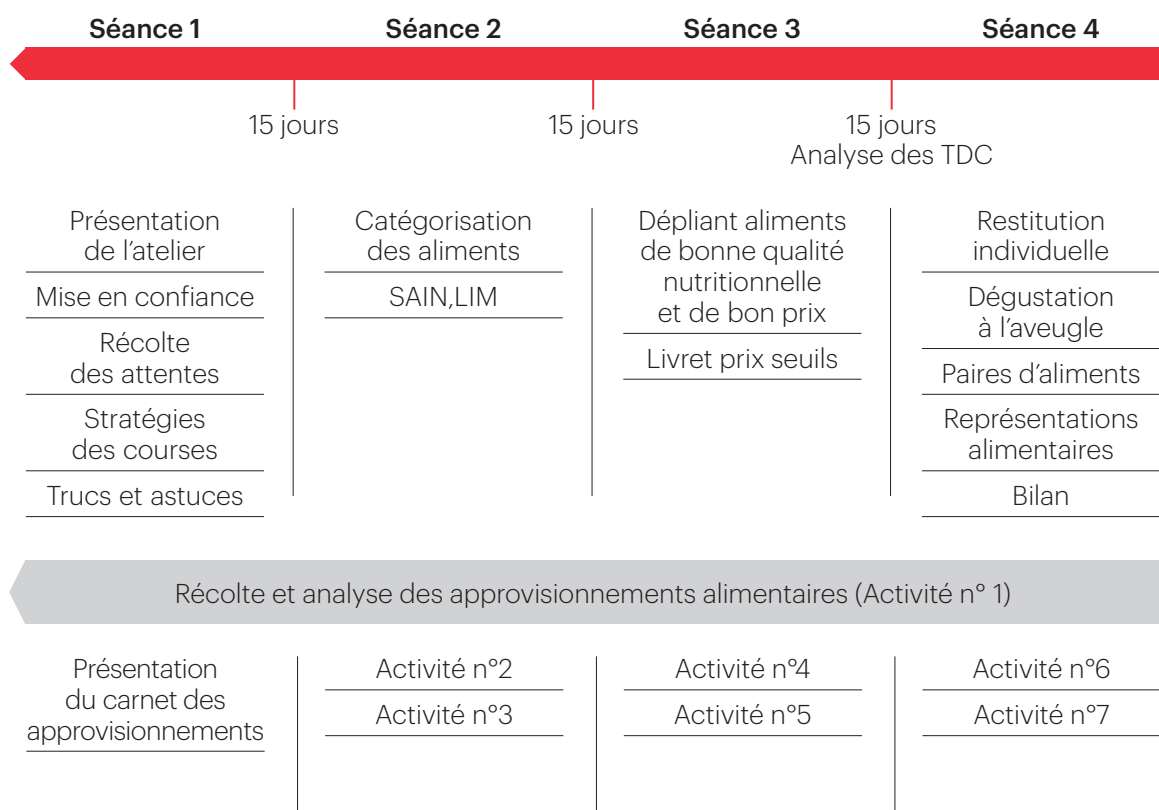 Séance 1
Séance 2
Séance 3
Séance 4
15 jours
15 jours
15 jours
Analyse des TDC
Présentation
de l'atelier
Mise en confiance
Récolte
des attentes
Stratégies
des courses
Trucs et astuces
Catégorisation
des aliments
SAIN,LIM
Dépliant aliments
de bonne qualité
nutritionnelle
et de bon prix
Livret prix seuils
Restitution
individuelle
Dégustation
à l'aveugle
Paires d'aliments
Représentations
alimentaires
Bilan
Récolte et analyse des approvisionnements alimentaires (Activité n° 1)
Présentation
du carnet des
approvisionnements
Activité n°2
Activité n°3
Activité n°4
Activité n°5
Activité n°6
Activité n°7